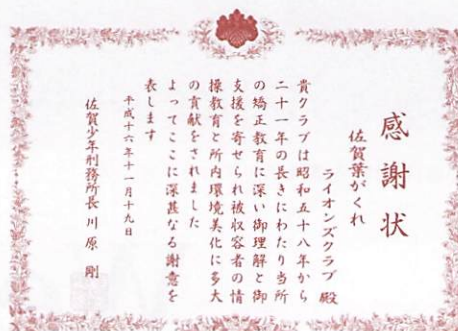 感謝状
佐賀葉がくれ
ライオンズクラブ殿
貴クラブは昭和五十八年から
二十一年の長きにわたり当所
の矯正教育に深い御理解と御
支援を寄せられ被収容者の情
操教育と所内環境美化に多大
の貢献をされました
よってここに深甚なる謝意を
表します
平成十六年十一月十九日
佐賀少年刑務所長 川原 剛